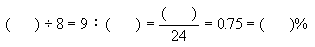 (   )÷8=9：(   )=(   )/24=0.75=(   )%